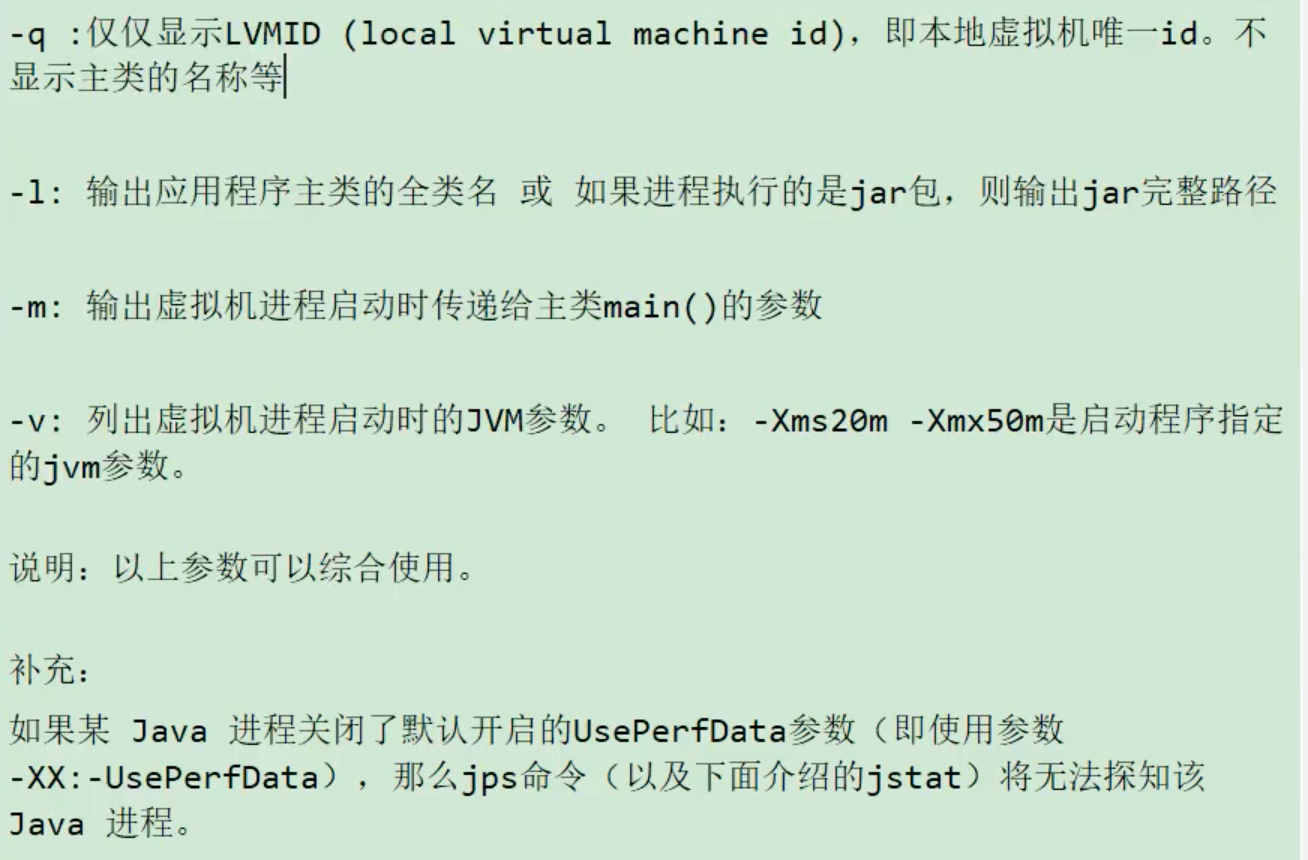 -q :仅仅显示LVMID (local virtual machine id)，即本地虚拟机唯一id。不
显示主类的名称等
-l: 输出应用程序主类的全类名 或 如果进程执行的是jar包，则输出jar完整路径
-m: 输出虚拟机进程启动时传递给主类main()的参数
-v: 列出虚拟机进程启动时的JVM参数。 比如：-Xms20m -Xmx50m是启动程序指定
的jvm参数。
说明：以上参数可以综合使用。
补充：
如果某 Java 进程关闭了默认开启的UsePerfData参数（即使用参数
-XX:-UsePerfData），那么jps命令（以及下面介绍的jstat）将无法探知该
Java 进程。